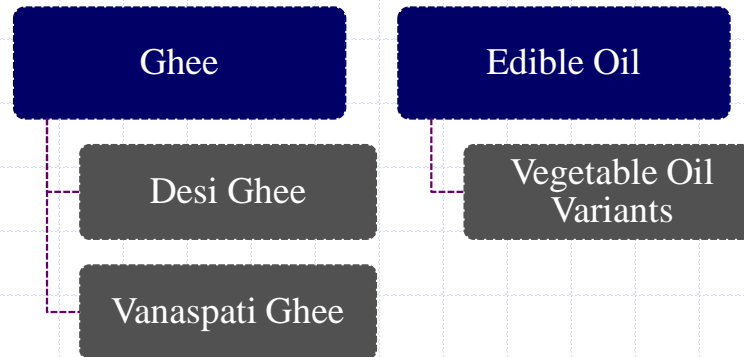 Ghee
Desi Ghee
Vanaspati Ghee
Edible Oil
Vegetable Oil
Variants